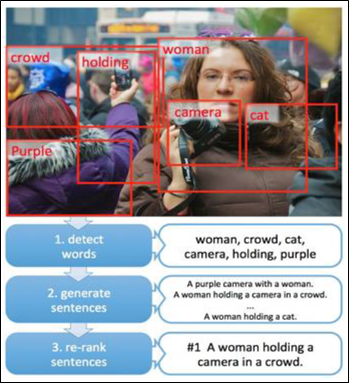 woman
crowd
holding
camera
cat
Purple
1. detect
words
woman, crowd, cat,
camera, holding, purple
2. generate
sentences
A purple camera with a woman.
A woman holding a camera in a crowd.
...
A woman holding a cat.
3. re-rank
sentences
#1 A woman holding a
camera in a crowd.